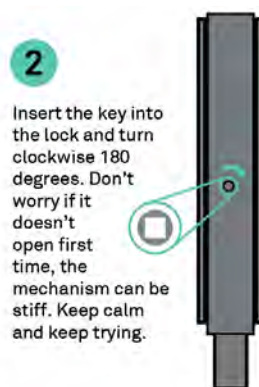 2
Insert the key into
the lock and turn
clockwise 180
degrees. Don't
worry if it
doesn't
open first
time, the
mechanism can be
stiff. Keep calm
and keep trying.